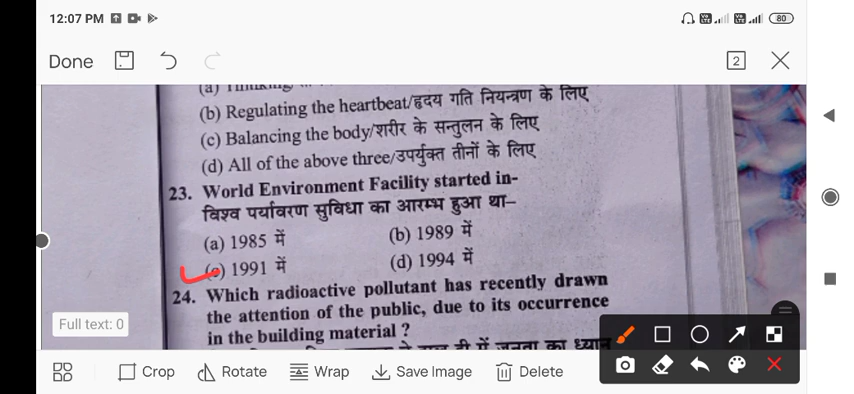 12:07 PM
80
Done
2
(a) Thinking
(b) Regulating the heartbeat/हृदय गति नियन्त्रण के लिए
(c) Balancing the body/शरीर के सन्तुलन के लिए
(d) All of the above three/उपर्युक्त तीनों के लिए
23. World Environment Facility started in-
विश्व पर्यावरण सुविधा का आरम्भ हुआ था–
(a) 1985 में (b) 1989 में
(c) 1991 में (d) 1994 में
24. Which radioactive pollutant has recently drawn
the attention of the public, due to its occurrence
in the building material ?
में जनता का ध्यान
Full text: 0
Crop Rotate Wrap Save Image Delete